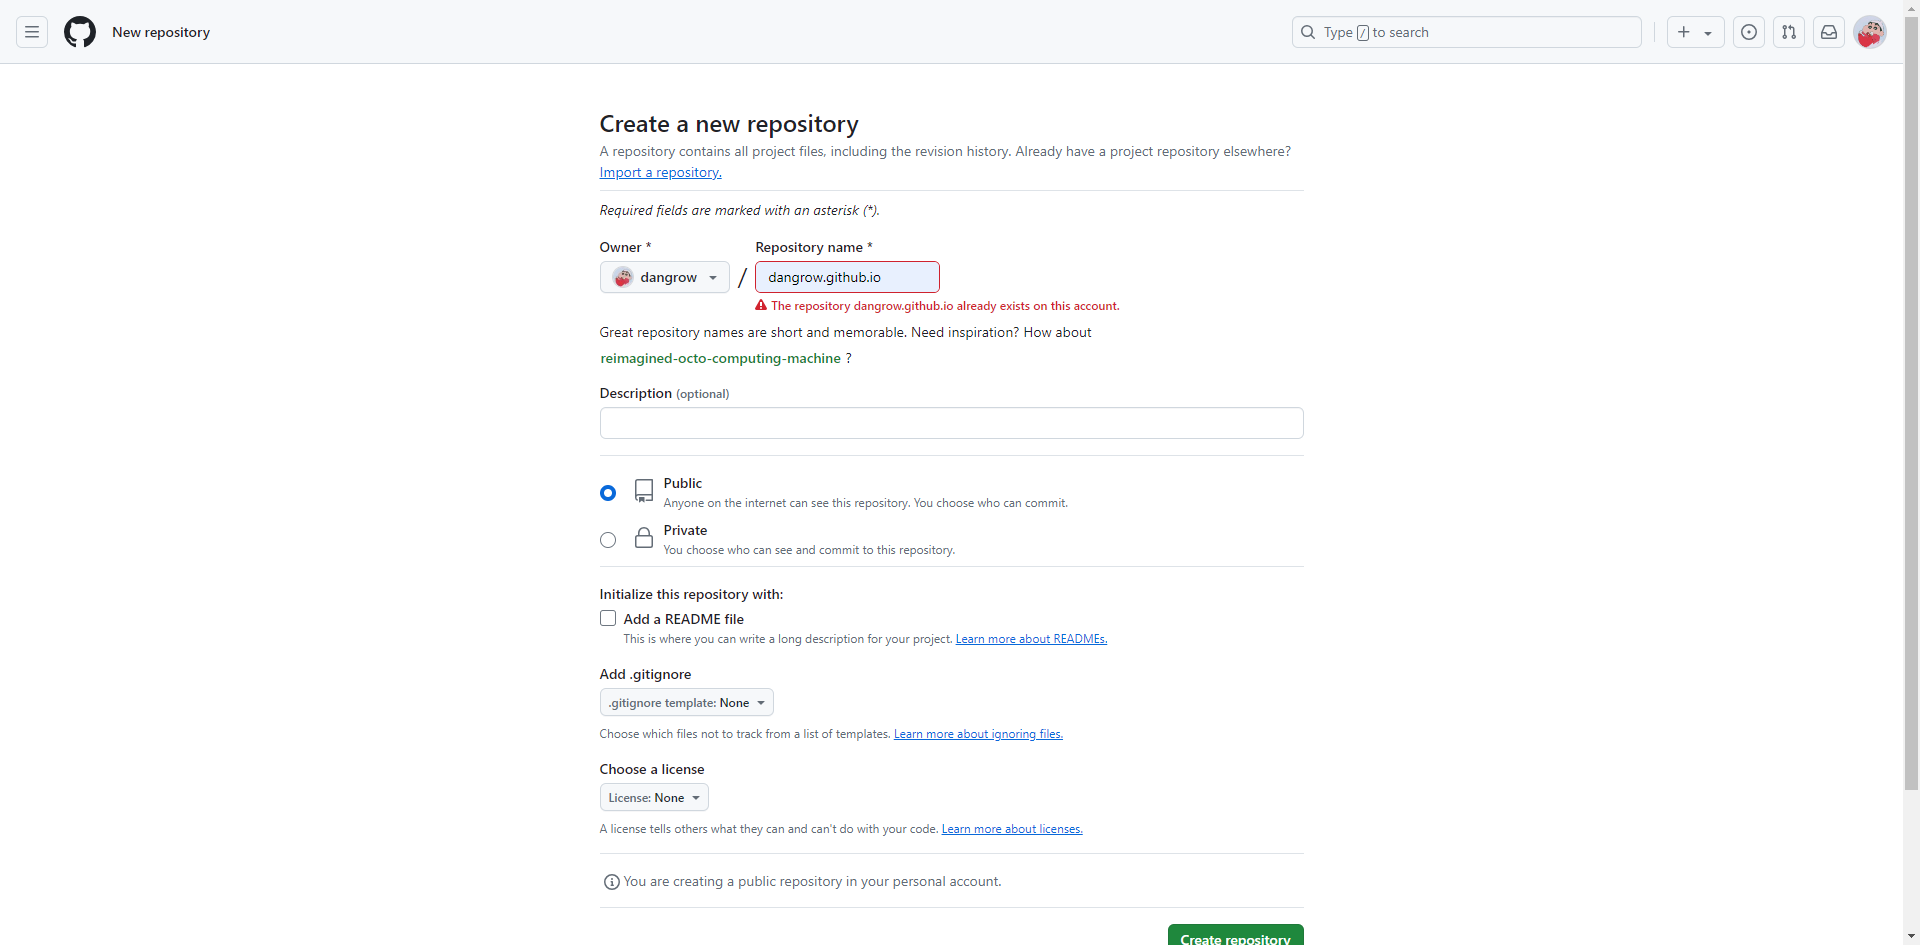 New repository
Type / to search
Create a new repository
A repository contains all project files, including the revision history. Already have a project repository elsewhere?
Import a repository.
Required fields are marked with an asterisk (*).
Owner *
Repository name *
dangrow
/
dangrow.github.io
The repository dangrow.github.io already exists on this account.
Great repository names are short and memorable. Need inspiration? How about
reimagined-octo-computing-machine ?
Description (optional)
Public
Anyone on the internet can see this repository. You choose who can commit.
Private
You choose who can see and commit to this repository.
Initialize this repository with:
Add a README file
This is where you can write a long description for your project. Learn more about READMEs.
Add .gitignore
.gitignore template: None
Choose which files not to track from a list of templates. Learn more about ignoring files.
Choose a license
License: None
A license tells others what they can and can't do with your code. Learn more about licenses.
You are creating a public repository in your personal account.
Create repository